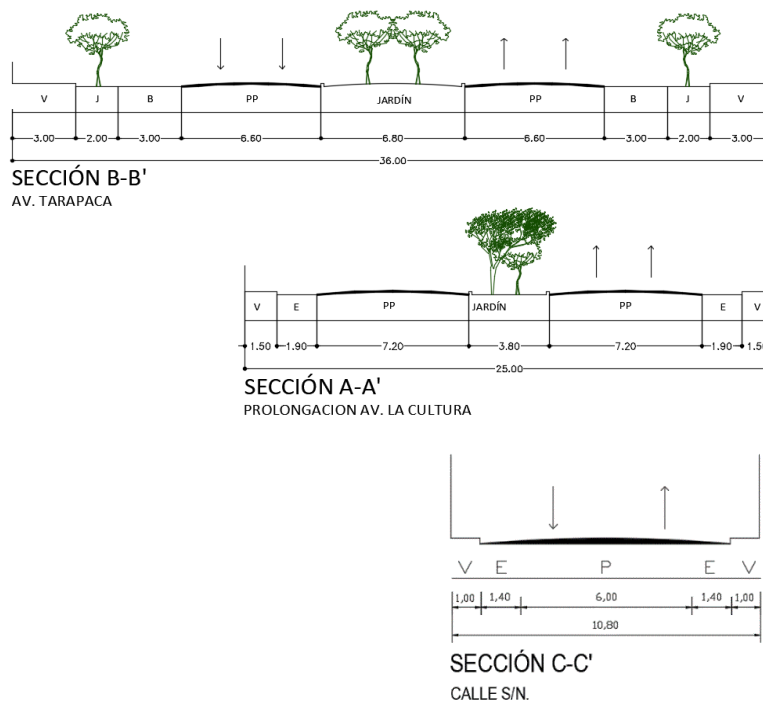 V J B PP JARDÍN PP B J V
3.00 2.00 3.00 6.60 6.80 6.60 3.00 2.00 3.00
36.00
SECCIÓN B-B'
AV. TARAPACA
V E PP JARDÍN PP E V
1.50 1.90 7.20 3.80 7.20 1.90 1.50
25.00
SECCIÓN A-A'
PROLONGACION AV. LA CULTURA
V E P E V
1,00 1,40 6,00 1,40 1,00
10,80
SECCIÓN C-C'
CALLE S/N.